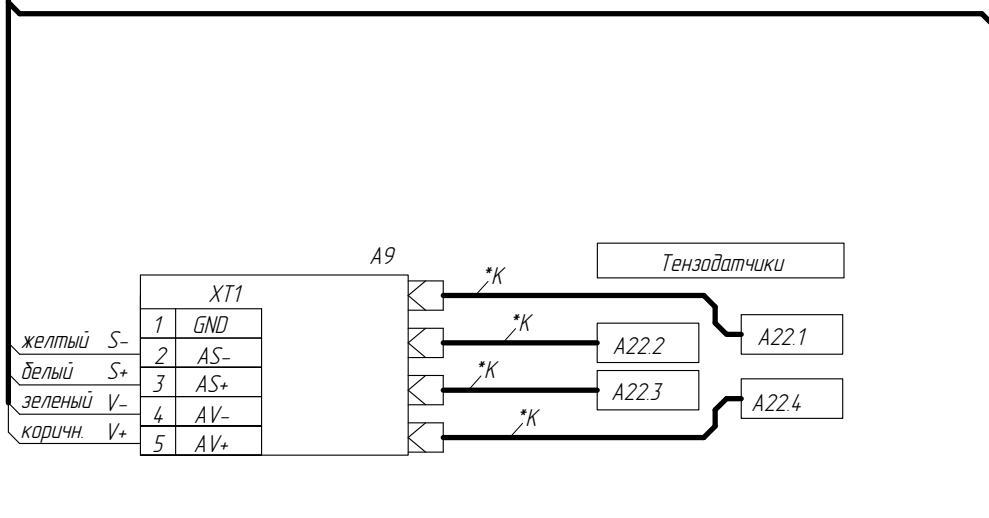 A9
Тензодатчики
*К
XT1
1 GND
*К
A22.1
желтый S-
2 AS-
A22.2
белый S+
3 AS+
*К
A22.3
зеленый V-
4 AV-
*К
A22.4
коричн. V+
5 AV+